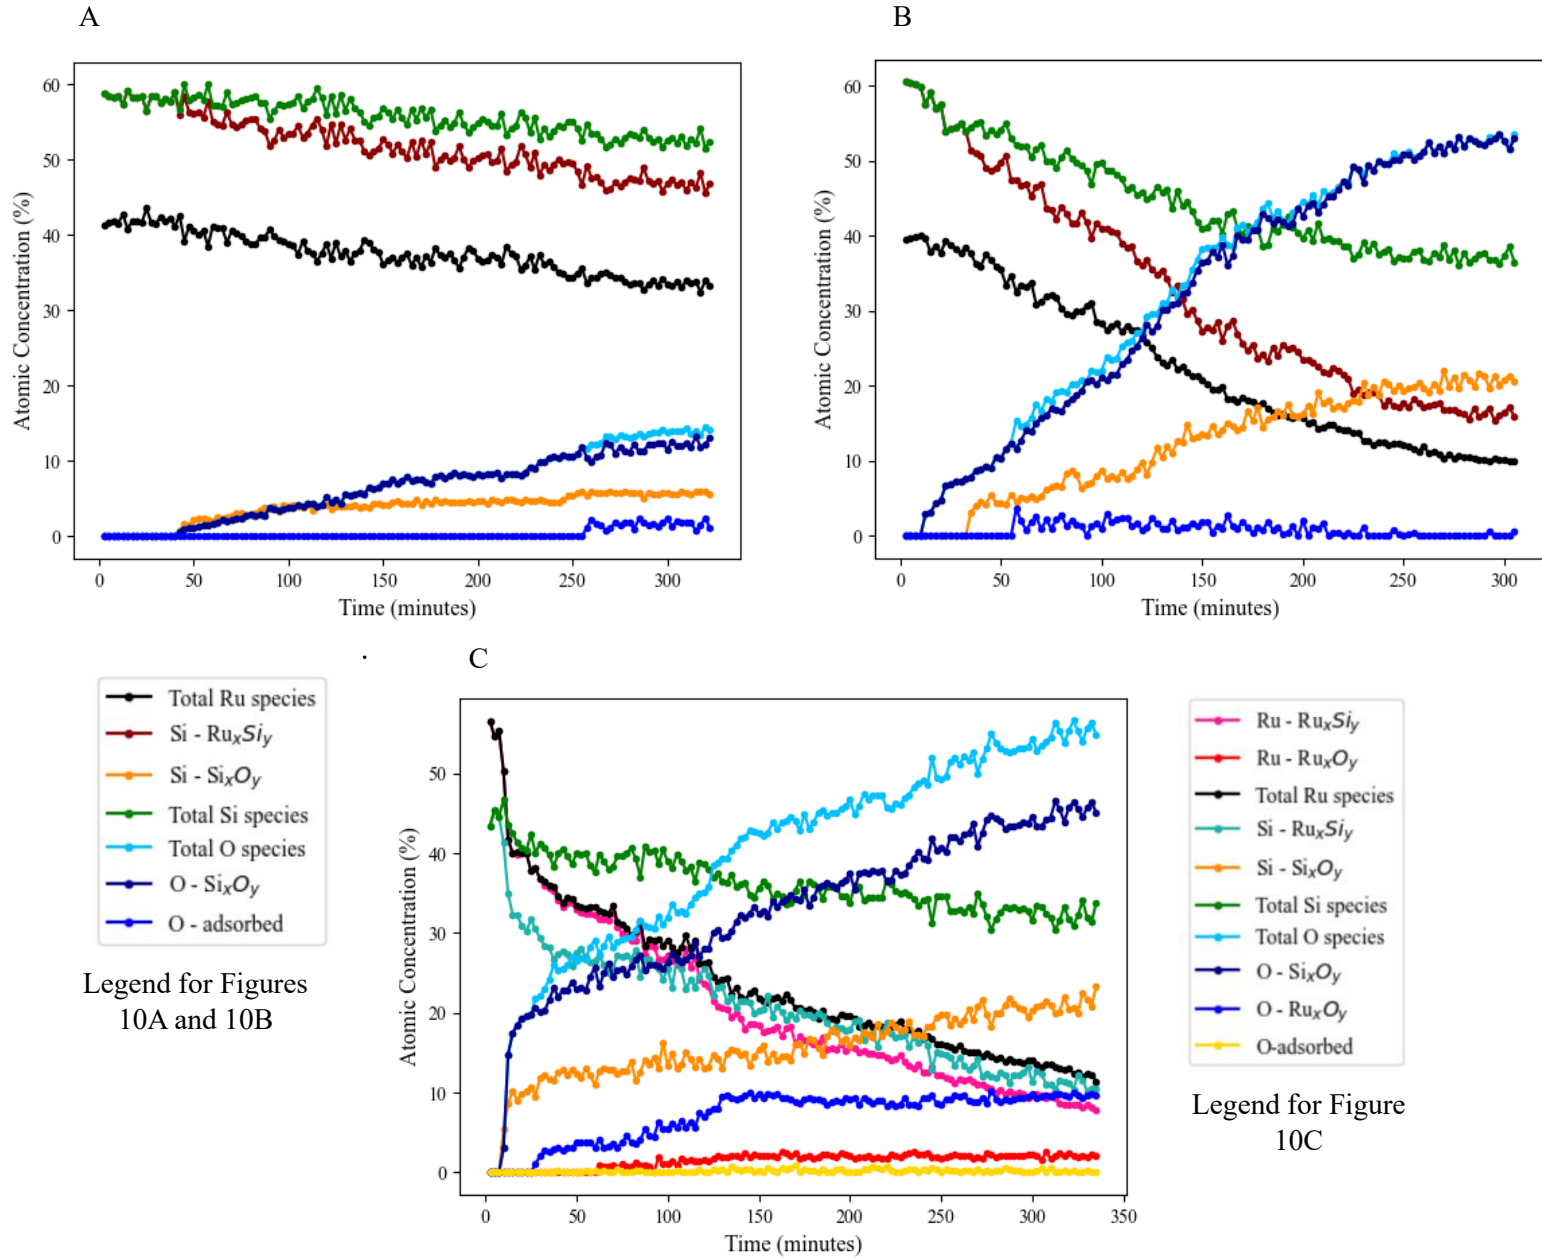 A
B
Atomic Concentration (%)
60
50
40
30
20
10
0
0 50 100 150 200 250 300
Time (minutes)
Atomic Concentration (%)
60
50
40
30
20
10
0
0 50 100 150 200 250 300
Time (minutes)
.
C
Total Ru species
Si - RuxSiy
Si - SixOy
Total Si species
Total O species
O - SixOy
O - adsorbed
Legend for Figures
10A and 10B
Atomic Concentration (%)
50
40
30
20
10
0
0 50 100 150 200 250 300 350
Time (minutes)
Ru - RuxSiy
Ru - RuxOy
Total Ru species
Si - RuxSiy
Si - SixOy
Total Si species
Total O species
O - SixOy
O - RuxOy
O-adsorbed
Legend for Figure
10C